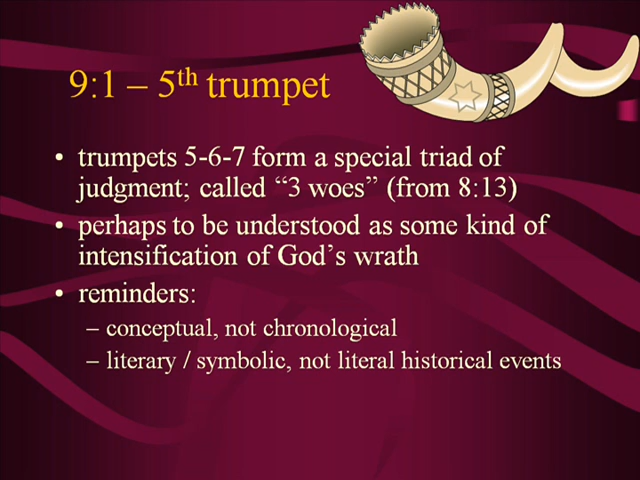 9:1 – 5th trumpet
• trumpets 5-6-7 form a special triad of
judgment; called “3 woes” (from 8:13)
• perhaps to be understood as some kind of
intensification of God’s wrath
• reminders:
– conceptual, not chronological
– literary / symbolic, not literal historical events